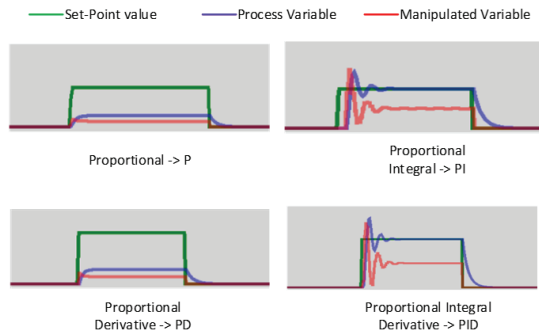 Set-Point value
Process Variable
Manipulated Variable
Proportional -> P
Proportional
Integral -> PI
Proportional
Derivative -> PD
Proportional Integral
Derivative -> PID